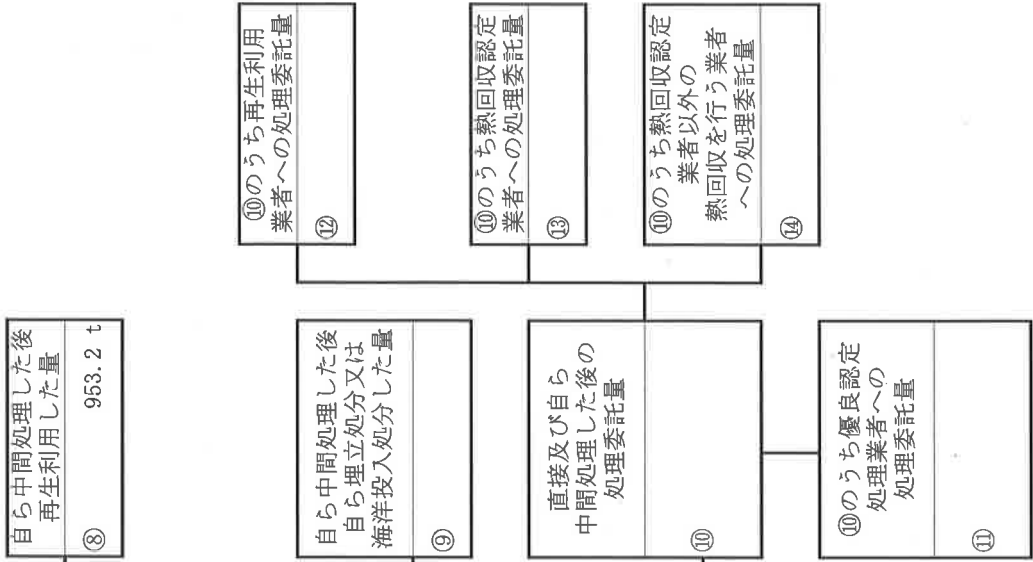 自ら中間処理した後
再生利用した量
⑧ 953.2 t
自ら中間処理した後
自ら埋立処分又は
海洋投入処分した量
⑨
直接及び自ら
中間処理した後の
処理委託量
⑩
⑩のうち優良認定
処理業者への
処理委託量
⑪
⑩のうち再生利用
業者への処理委託量
⑫
⑩のうち熱回収認定
業者への処理委託量
⑬
⑩のうち熱回収認定
業者以外の
熱回収を行う業者
への処理委託量
⑭